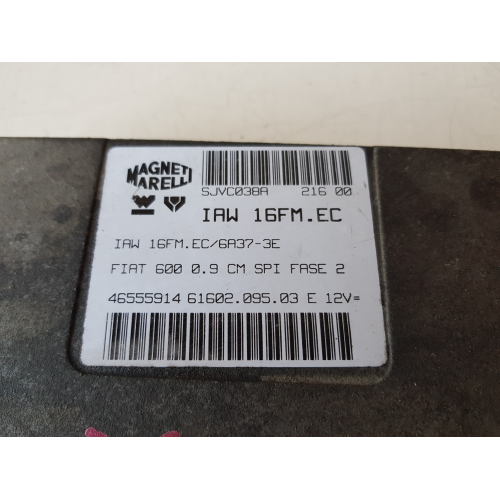 MAGNETI
MARELLI
SJVC038A 216 00
IAW 16FM.EC
IAW 16FM.EC/6A37-3E
FIAT 600 0.9 CM SPI FASE 2
46555914 61602.095.03 E 12V=